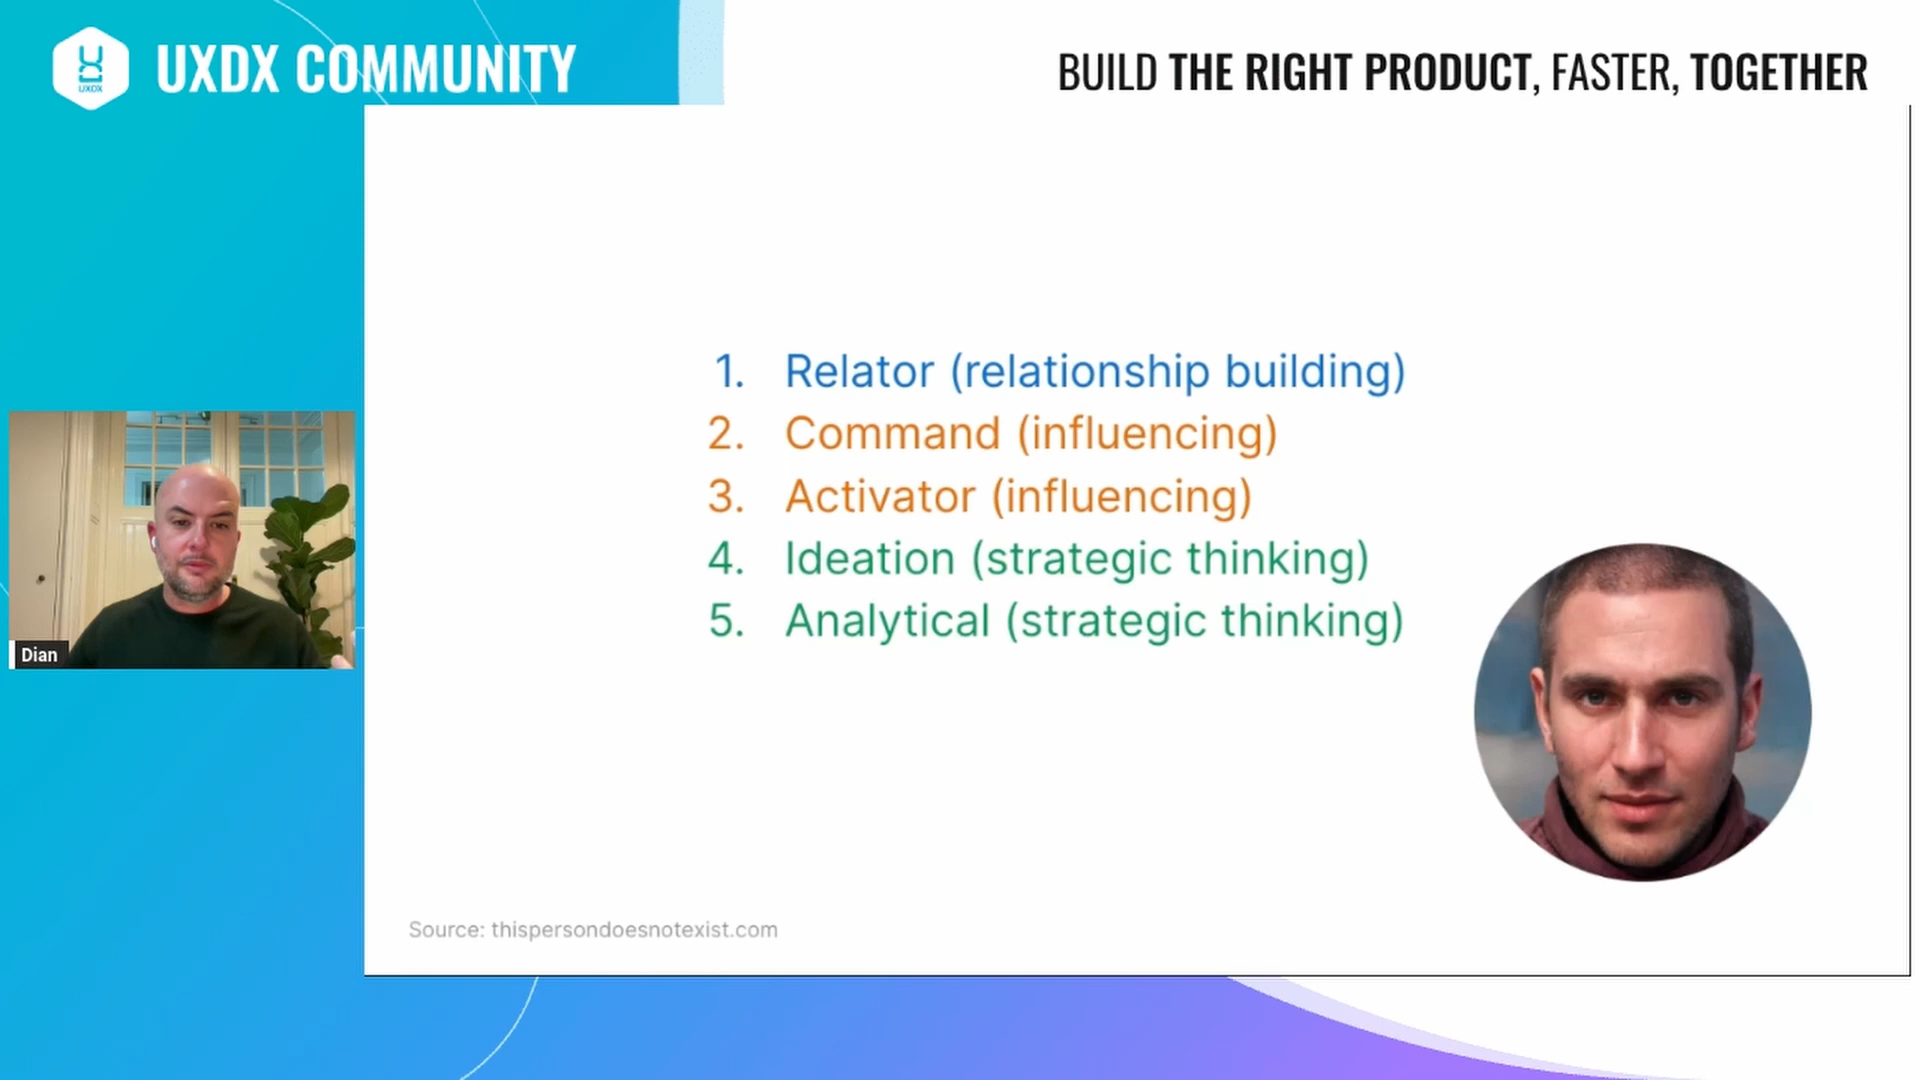 UXDX
UXDX COMMUNITY
BUILD THE RIGHT PRODUCT, FASTER, TOGETHER
1. Relator (relationship building)
2. Command (influencing)
3. Activator (influencing)
4. Ideation (strategic thinking)
5. Analytical (strategic thinking)
Dian
Source: thispersondoesnotexist.com